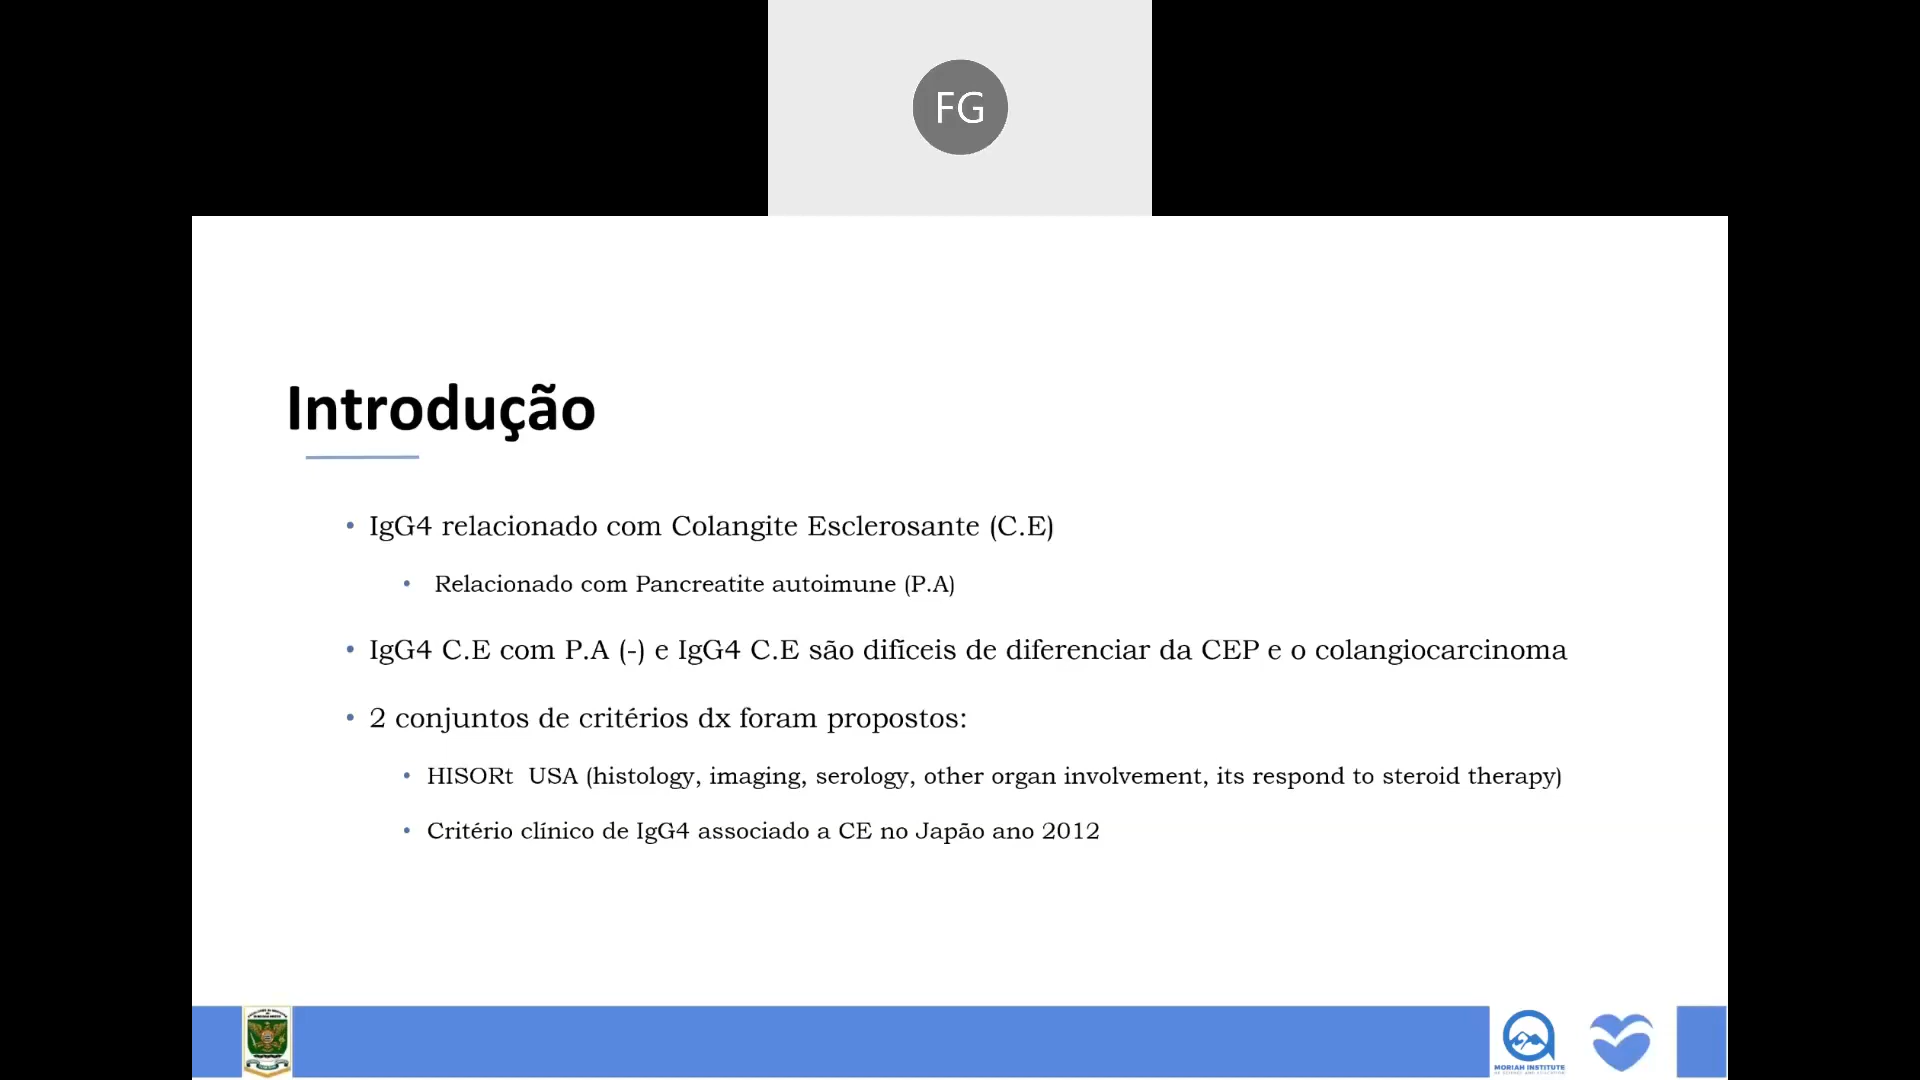 FG
Introdução
• IgG4 relacionado com Colangite Esclerosante (C.E)
• Relacionado com Pancreatite autoimune (P.A)
• IgG4 C.E com P.A (-) e IgG4 C.E são difíceis de diferenciar da CEP e o colangiocarcinoma
• 2 conjuntos de critérios dx foram propostos:
• HISORt USA (histology, imaging, serology, other organ involvement, its respond to steroid therapy)
• Critério clínico de IgG4 associado a CE no Japão ano 2012
MORIAH INSTITUTE